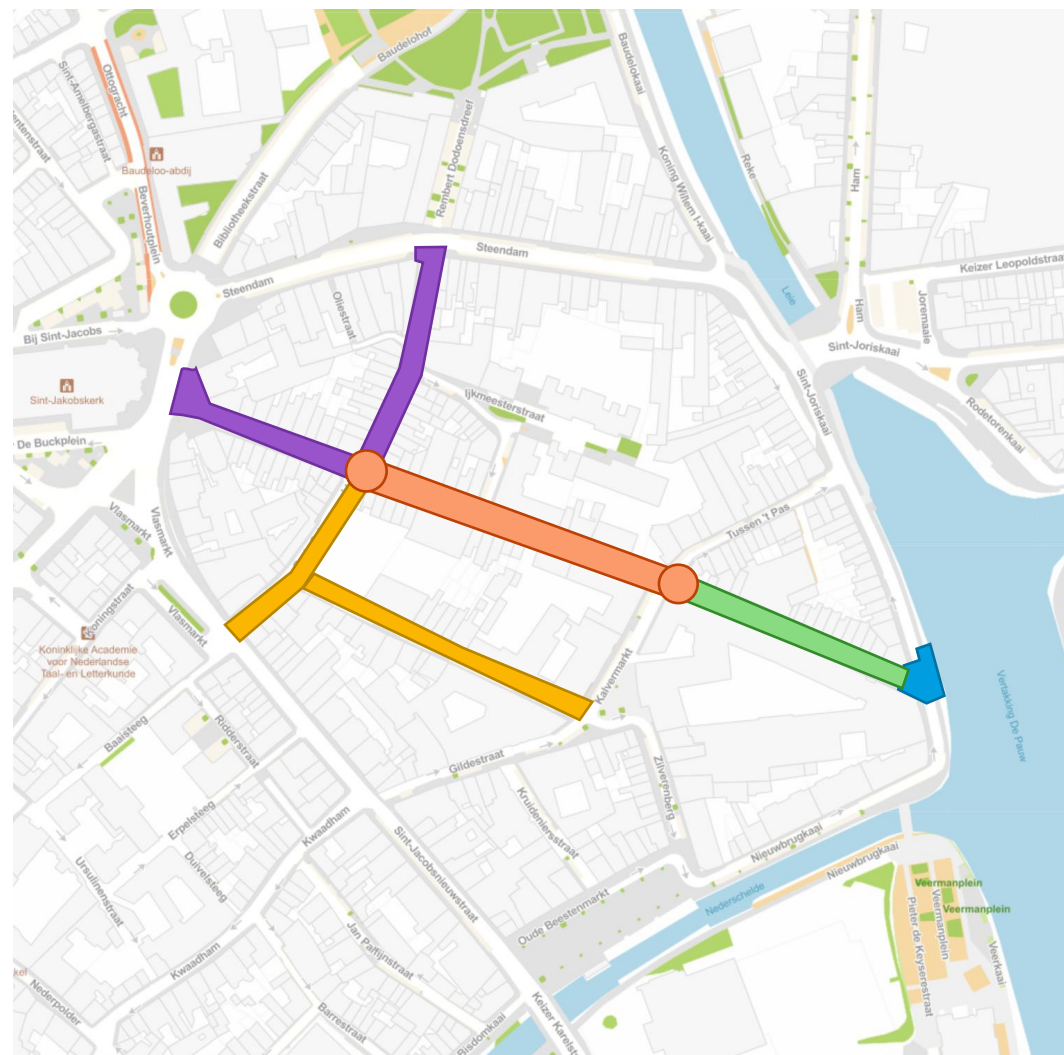 Baudelohof
Baudelokaai
Ottogracht
Sint-Amelbergastraat
Baudeloo-abdij
Beverhoutplein
Bibliotheekstraat
Rembert Dodoensdreef
Koning Willem I-kaai
Reke
Ham
Steendam
Steendam
Keizer Leopoldstraat
Leie
Ham
Joremaaie
Oliestraat
Bij Sint-Jacobs
Sint-Joriskaai
Sint-Jakobskerk
Sint-Joriskaai
Ijkmeesterstraat
Rodetorenkaai
De Buckplein
Vlasmarkt
Vlasmarkt
Tussen 't Pas
Vlasmarkt
Koninklijke Academie
voor Nederlandse
Taal- en Letterkunde
Kalvermarkt
Vertakking De Pauw
Baaisteeg
Ridderstraat
Gildestraat
Zilverenberg
Kruideniersstraat
Erpelsteeg
Kwaadham
Sint-Jacobsnieuwstraat
Nieuwbrugkaai
Nieuwbrugkaai
Ursulinenstraat
Duivelsteeg
Nederschelde
Veermanplein
Veermanplein
Veermanplein
Oude Beestenmarkt
Pieter de Keyserestraat
Jan Palfijnstraat
Kwaadham
Veerkaai
Nederpolder
Barrestraat
Bisdomkaai